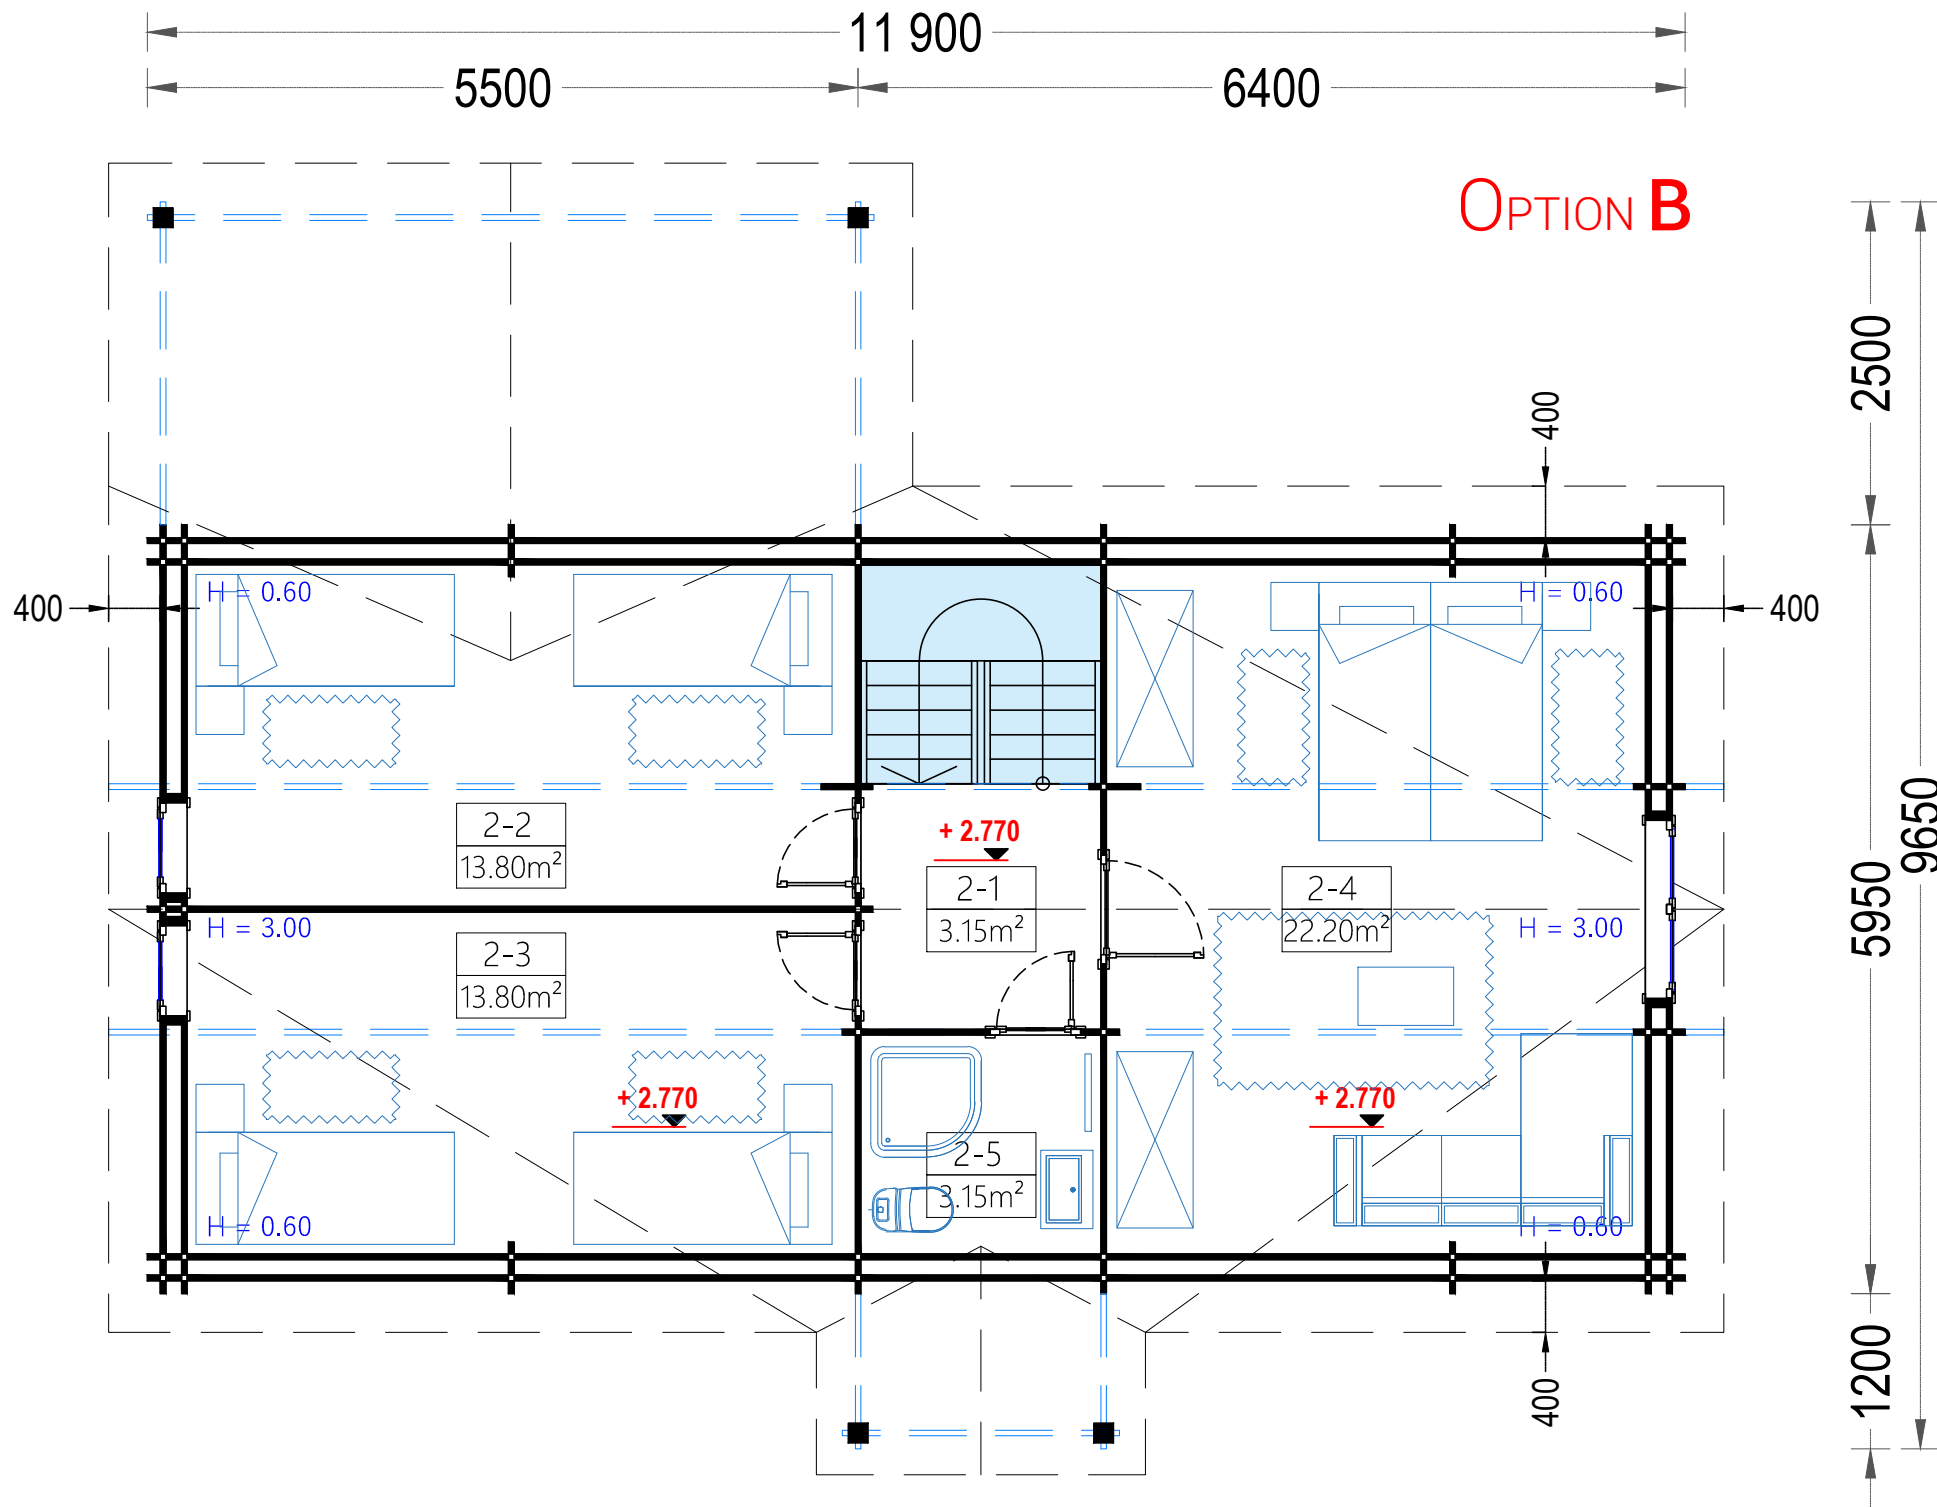 11 900
5500
6400
OPTION B
2500
400
H = 0.60
H = 0.60
400
400
9650
2-2
13.80m²
+ 2.770
2-1
3.15m²
2-4
22.20m²
5950
H = 3.00
H = 3.00
2-3
13.80m²
+ 2.770
+ 2.770
2-5
3.15m²
H = 0.60
H = 0.60
1200
400